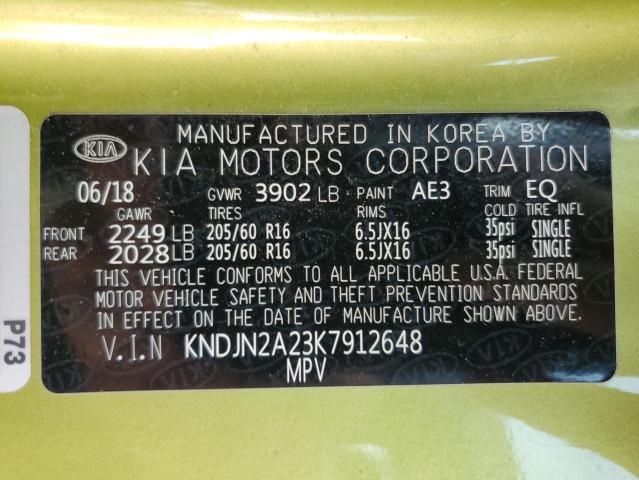 MANUFACTURED IN KOREA BY
KIA KIA MOTORS CORPORATION
06/18 GVWR 3902 LB PAINT AE3 TRIM EQ
GAWR TIRES RIMS COLD TIRE INFL
FRONT 2249 LB 205/60 R16 6.5JX16 35psi SINGLE
REAR 2028 LB 205/60 R16 6.5JX16 35psi SINGLE
THIS VEHICLE CONFORMS TO ALL APPLICABLE U.S.A. FEDERAL
MOTOR VEHICLE SAFETY AND THEFT PREVENTION STANDARDS
IN EFFECT ON THE DATE OF MANUFACTURE SHOWN ABOVE.
V.I.N KNDJN2A23K7912648
MPV
P73